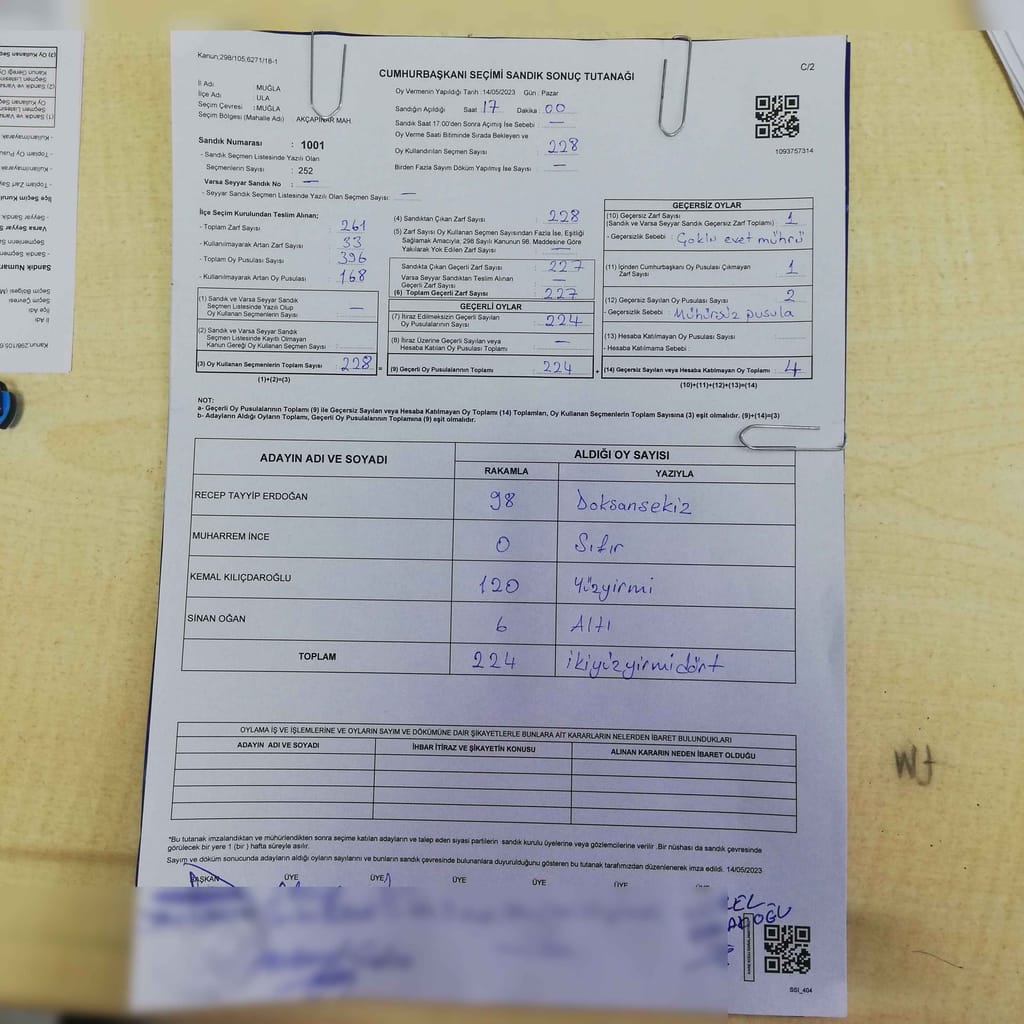 Kanun;298/105,6271/18-1
CUMHURBAŞKANI SEÇİMİ SANDIK SONUÇ TUTANAĞI
C/2
İl Adı : MUĞLA
İlçe Adı : ULA
Seçim Çevresi : MUĞLA
Seçim Bölgesi (Mahalle Adı) AKÇAPINAR MAH.
Sandık Numarası : 1001
- Sandık Seçmen Listesinde Yazılı Olan
Seçmenlerin Sayısı : 252
Varsa Seyyar Sandık No : —
- Seyyar Sandık Seçmen Listesinde Yazılı Olan Seçmen Sayısı: —
Oy Vermenin Yapıldığı Tarih :14/05/2023 Gün : Pazar
Sandığın Açıldığı Saat 17 Dakika : 00
Sandık Saat 17.00'den Sonra Açılmış İse Sebebi : —
Oy Verme Saati Bitiminde Sırada Bekleyen ve
Oy Kullandırılan Seçmen Sayısı : 228
Birden Fazla Sayım Döküm Yapılmış İse Sayısı : —
1093757314
İlçe Seçim Kurulundan Teslim Alınan;
- Toplam Zarf Sayısı : 261
- Kullanılmayarak Artan Zarf Sayısı : 33
- Toplam Oy Pusulası Sayısı : 396
- Kullanılmayarak Artan Oy Pusulası : 168
(1) Sandık ve Varsa Seyyar Sandık
Seçmen Listesinde Yazılı Olup
Oy Kullanan Seçmenlerin Sayısı : —
(2) Sandık ve Varsa Seyyar Sandık
Seçmen Listesinde Kayıtlı Olmayan
Kanun Gereği Oy Kullanan Seçmen Sayısı :
(3) Oy Kullanan Seçmenlerin Toplam Sayısı : 228 =
(1)+(2)=(3)
(4) Sandıktan Çıkan Zarf Sayısı : 228
(5) Zarf Sayısı Oy Kullanan Seçmen Sayısından Fazla İse, Eşitliği
Sağlamak Amacıyla, 298 Sayılı Kanunun 98. Maddesine Göre
Yakılarak Yok Edilen Zarf Sayısı : —
Sandıkta Çıkan Geçerli Zarf Sayısı : 227
Varsa Seyyar Sandıktan Teslim Alınan
Geçerli Zarf Sayısı : —
(6) Toplam Geçerli Zarf Sayısı : 227
GEÇERLİ OYLAR
(7) İtiraz Edilmeksizin Geçerli Sayılan
Oy Pusulalarının Sayısı : 224
(8) İtiraz Üzerine Geçerli Sayılan veya
Hesaba Katılan Oy Pusulası Toplamı : —
(9) Geçerli Oy Pusulalarının Toplamı : 224 +
GEÇERSİZ OYLAR
(10) Geçersiz Zarf Sayısı : 1
(Sandık ve Varsa Seyyar Sandık Geçersiz Zarf Toplamı)
- Geçersizlik Sebebi : Çoklu evet mührü
(11) İçinden Cumhurbaşkanı Oy Pusulası Çıkmayan
Zarf Sayısı : 1
(12) Geçersiz Sayılan Oy Pusulası Sayısı : 2
- Geçersizlik Sebebi : Mühürsüz pusula
(13) Hesaba Katılmayan Oy Pusulası Sayısı :
- Hesaba Katılmama Sebebi :
(14) Geçersiz Sayılan veya Hesaba Katılmayan Oy Toplamı : 4
(10)+(11)+(12)+(13)=(14)
NOT:
a- Geçerli Oy Pusulalarının Toplamı (9) ile Geçersiz Sayılan veya Hesaba Katılmayan Oy Toplamı (14) Toplamları, Oy Kullanan Seçmenlerin Toplam Sayısına (3) eşit olmalıdır. (9)+(14)=(3)
b- Adayların Aldığı Oyların Toplamı, Geçerli Oy Pusulalarının Toplamına (9) eşit olmalıdır.
ADAYIN ADI VE SOYADI ALDIĞI OY SAYISI
RAKAMLA YAZIYLA
RECEP TAYYİP ERDOĞAN 98 Doksansekiz
MUHARREM İNCE 0 Sıfır
KEMAL KILIÇDAROĞLU 120 Yüzyirmi
SİNAN OĞAN 6 Altı
TOPLAM 224 ikiyüzyirmidört
OYLAMA İŞ VE İŞLEMLERİNE VE OYLARIN SAYIM VE DÖKÜMÜNE DAİR ŞİKAYETLERLE BUNLARA AİT KARARLARIN NELERDEN İBARET BULUNDUKLARI
ADAYIN ADI VE SOYADI İHBAR İTİRAZ VE ŞİKAYETİN KONUSU ALINAN KARARIN NEDEN İBARET OLDUĞU
*Bu tutanak imzalandıktan ve mühürlendikten sonra seçime katılan adayların ve talep eden siyasi partilerin sandık kurulu üyelerine veya gözlemcilerine verilir .Bir nüshası da sandık çevresinde
görülecek bir yere 1 (bir ) hafta süreyle asılır.
Sayım ve döküm sonucunda adayların aldığı oyların sayılarını ve bunların sandık çevresinde bulunanlara duyurulduğunu gösteren bu tutanak tarafımızdan düzenlenerek imza edildi. 14/05/2023
BAŞKAN ÜYE ÜYE ÜYE ÜYE ÜYE
SSI_404